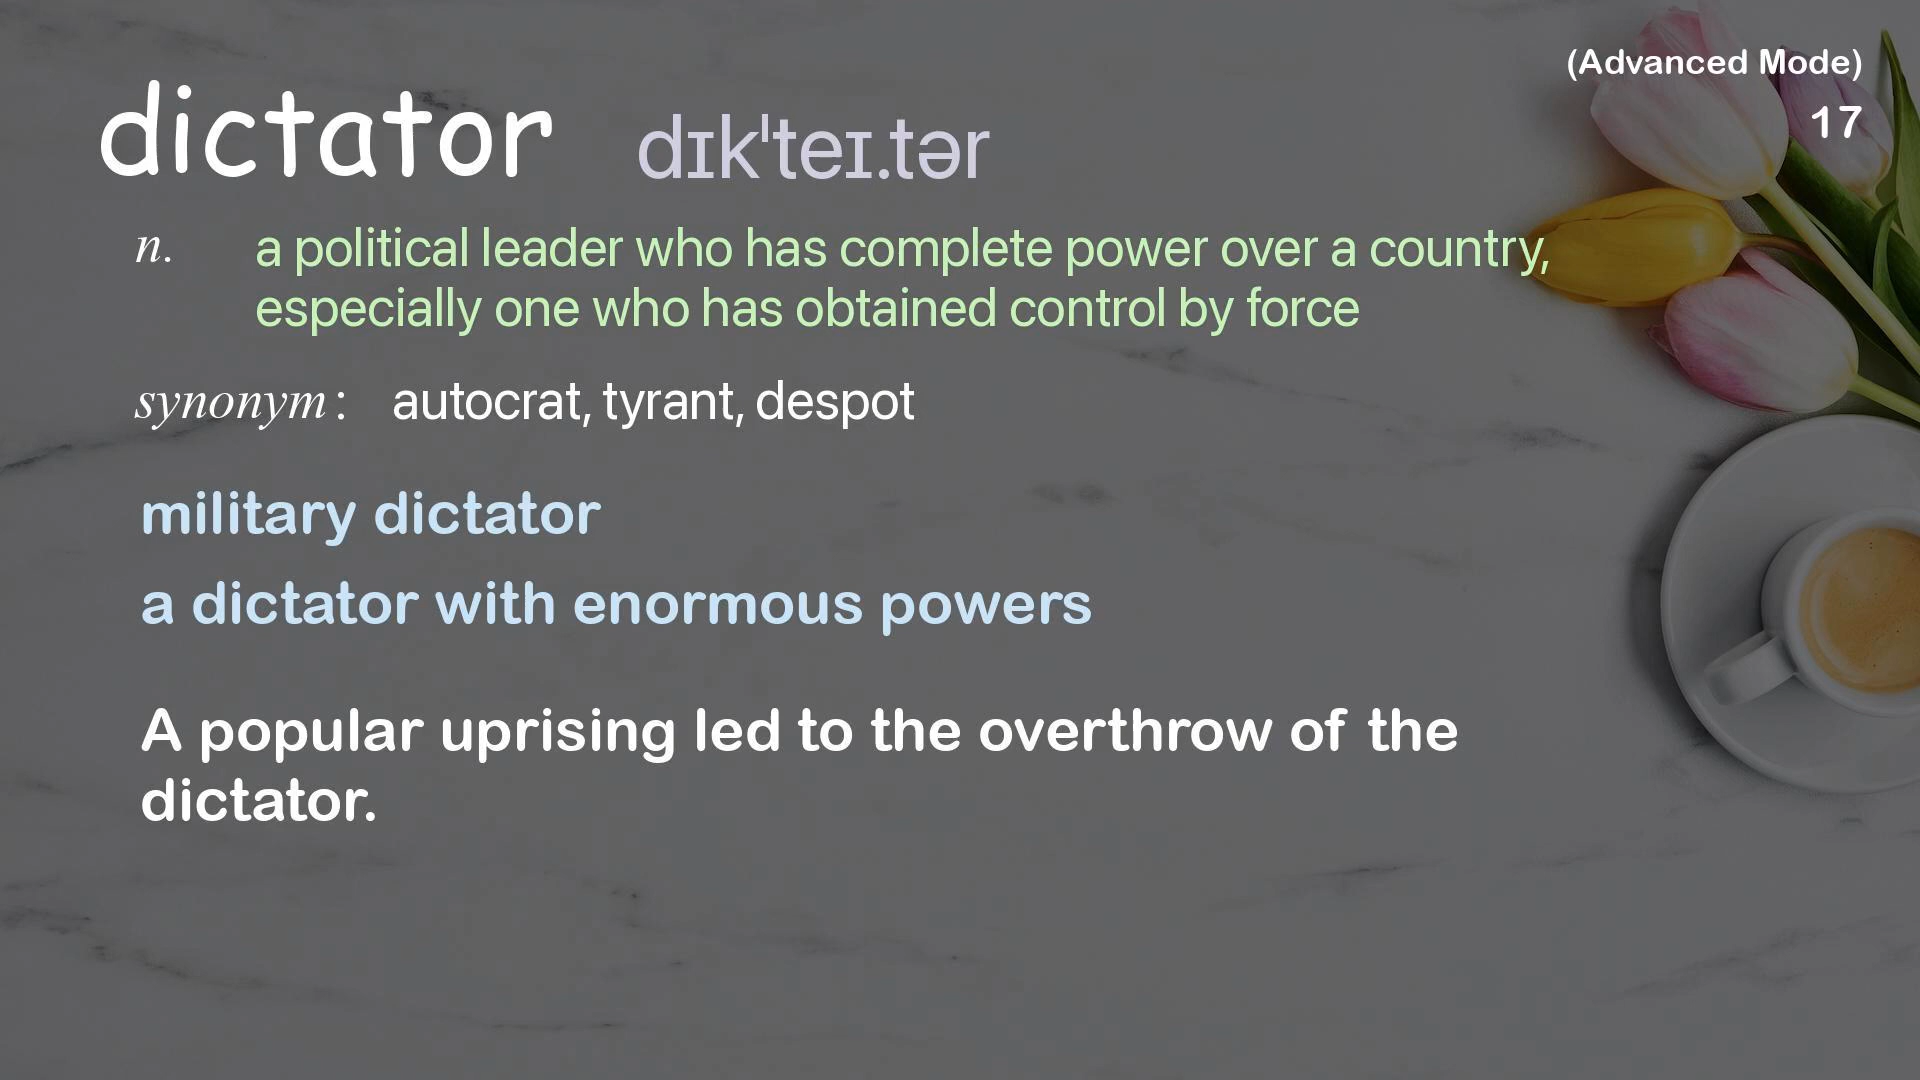 (Advanced Mode)
17
dictator dɪkˈteɪ.tər
n. a political leader who has complete power over a country,
especially one who has obtained control by force
synonym: autocrat, tyrant, despot
military dictator
a dictator with enormous powers
A popular uprising led to the overthrow of the
dictator.